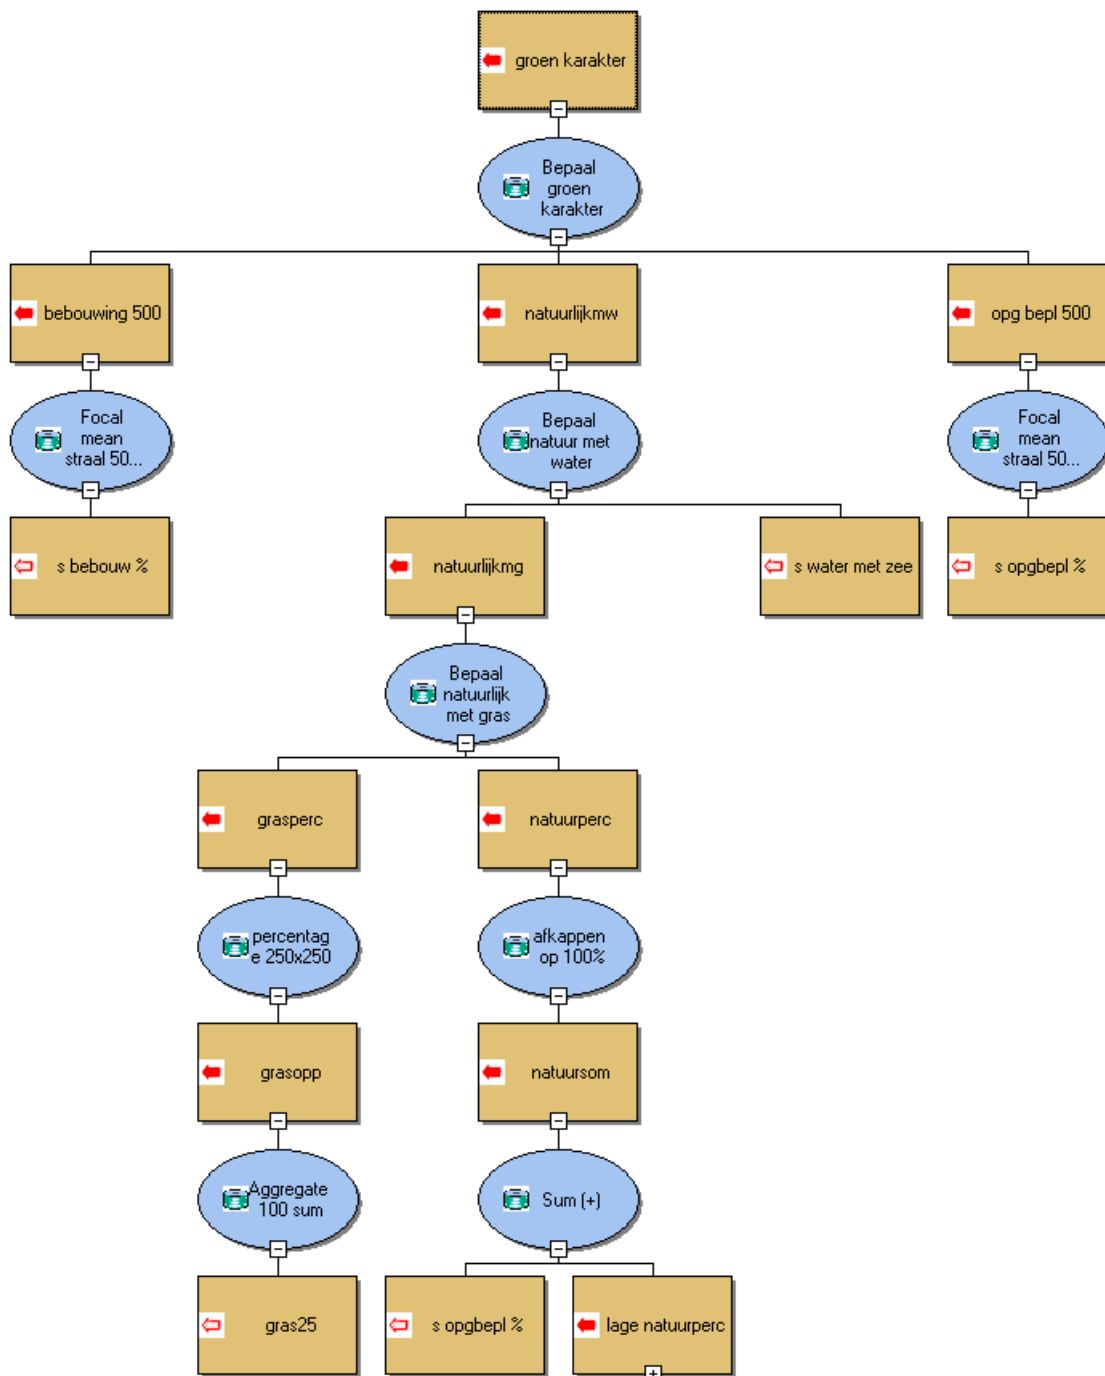 groen karakter
Bepaal
groen
karakter
bebouwing 500
natuurlijkmw
opg bepl 500
Focal
mean
straal 50...
Bepaal
natuur met
water
Focal
mean
straal 50...
s bebouw %
natuurlijkmg
s water met zee
s opgbepl %
Bepaal
natuurlijk
met gras
grasperc
natuurperc
percentag
e 250x250
afkappen
op 100%
grasopp
natuursom
Aggregate
100 sum
Sum (+)
gras25
s opgbepl %
lage natuurperc